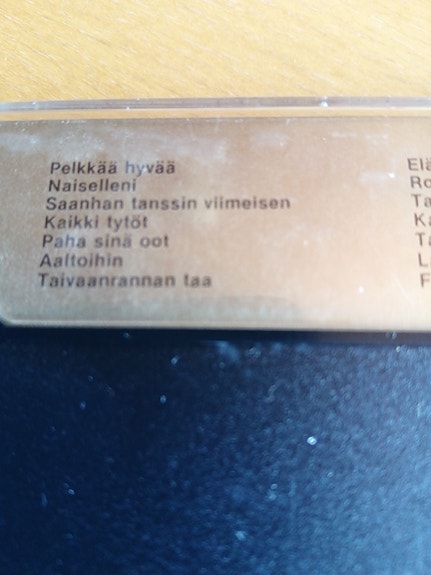 Pelkkää hyvää
Naiselleni
Saanhan tanssin viimeisen
Kaikki tytöt
Paha sinä oot
Aaltoihin
Taivaanrannan taa